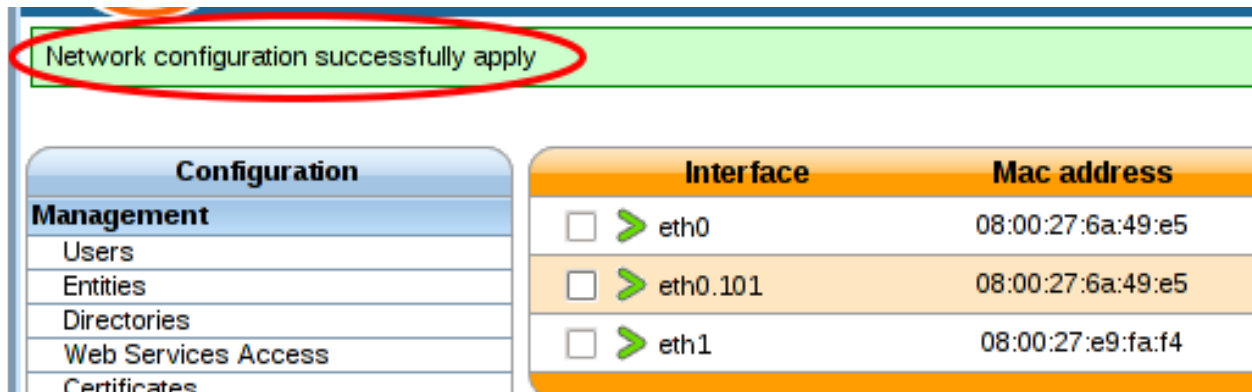 Network configuration successfully apply
Configuration
Management
Users
Entities
Directories
Web Services Access
Certificates
Interface Mac address
eth0 08:00:27:6a:49:e5
eth0.101 08:00:27:6a:49:e5
eth1 08:00:27:e9:fa:f4